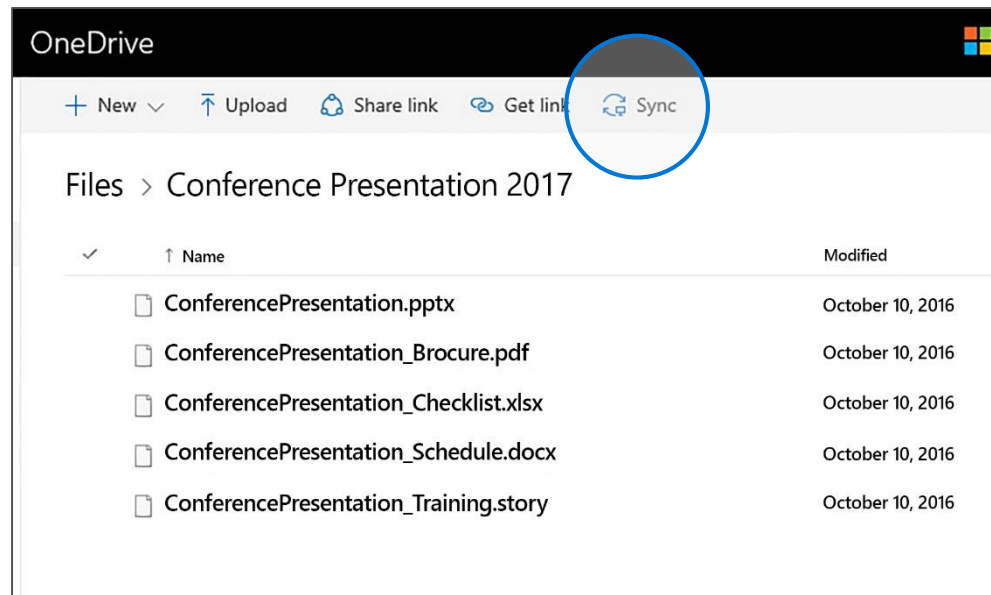 OneDrive
New Upload Share link Get link Sync
Files > Conference Presentation 2017
✓ ↑ Name Modified
ConferencePresentation.pptx October 10, 2016
ConferencePresentation_Brocure.pdf October 10, 2016
ConferencePresentation_Checklist.xlsx October 10, 2016
ConferencePresentation_Schedule.docx October 10, 2016
ConferencePresentation_Training.story October 10, 2016